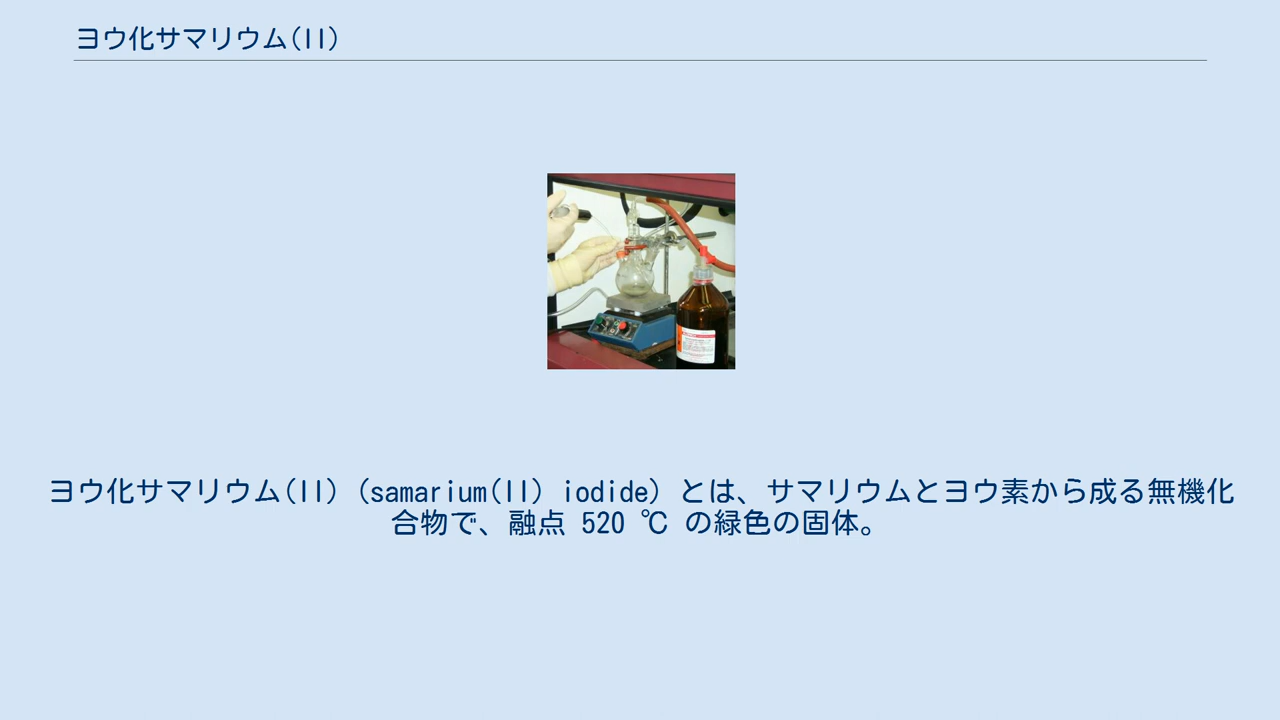 ヨウ化サマリウム(II)
ヨウ化サマリウム(II) (samarium(II) iodide) とは、サマリウムとヨウ素から成る無機化
合物で、融点 520 ℃ の緑色の固体。